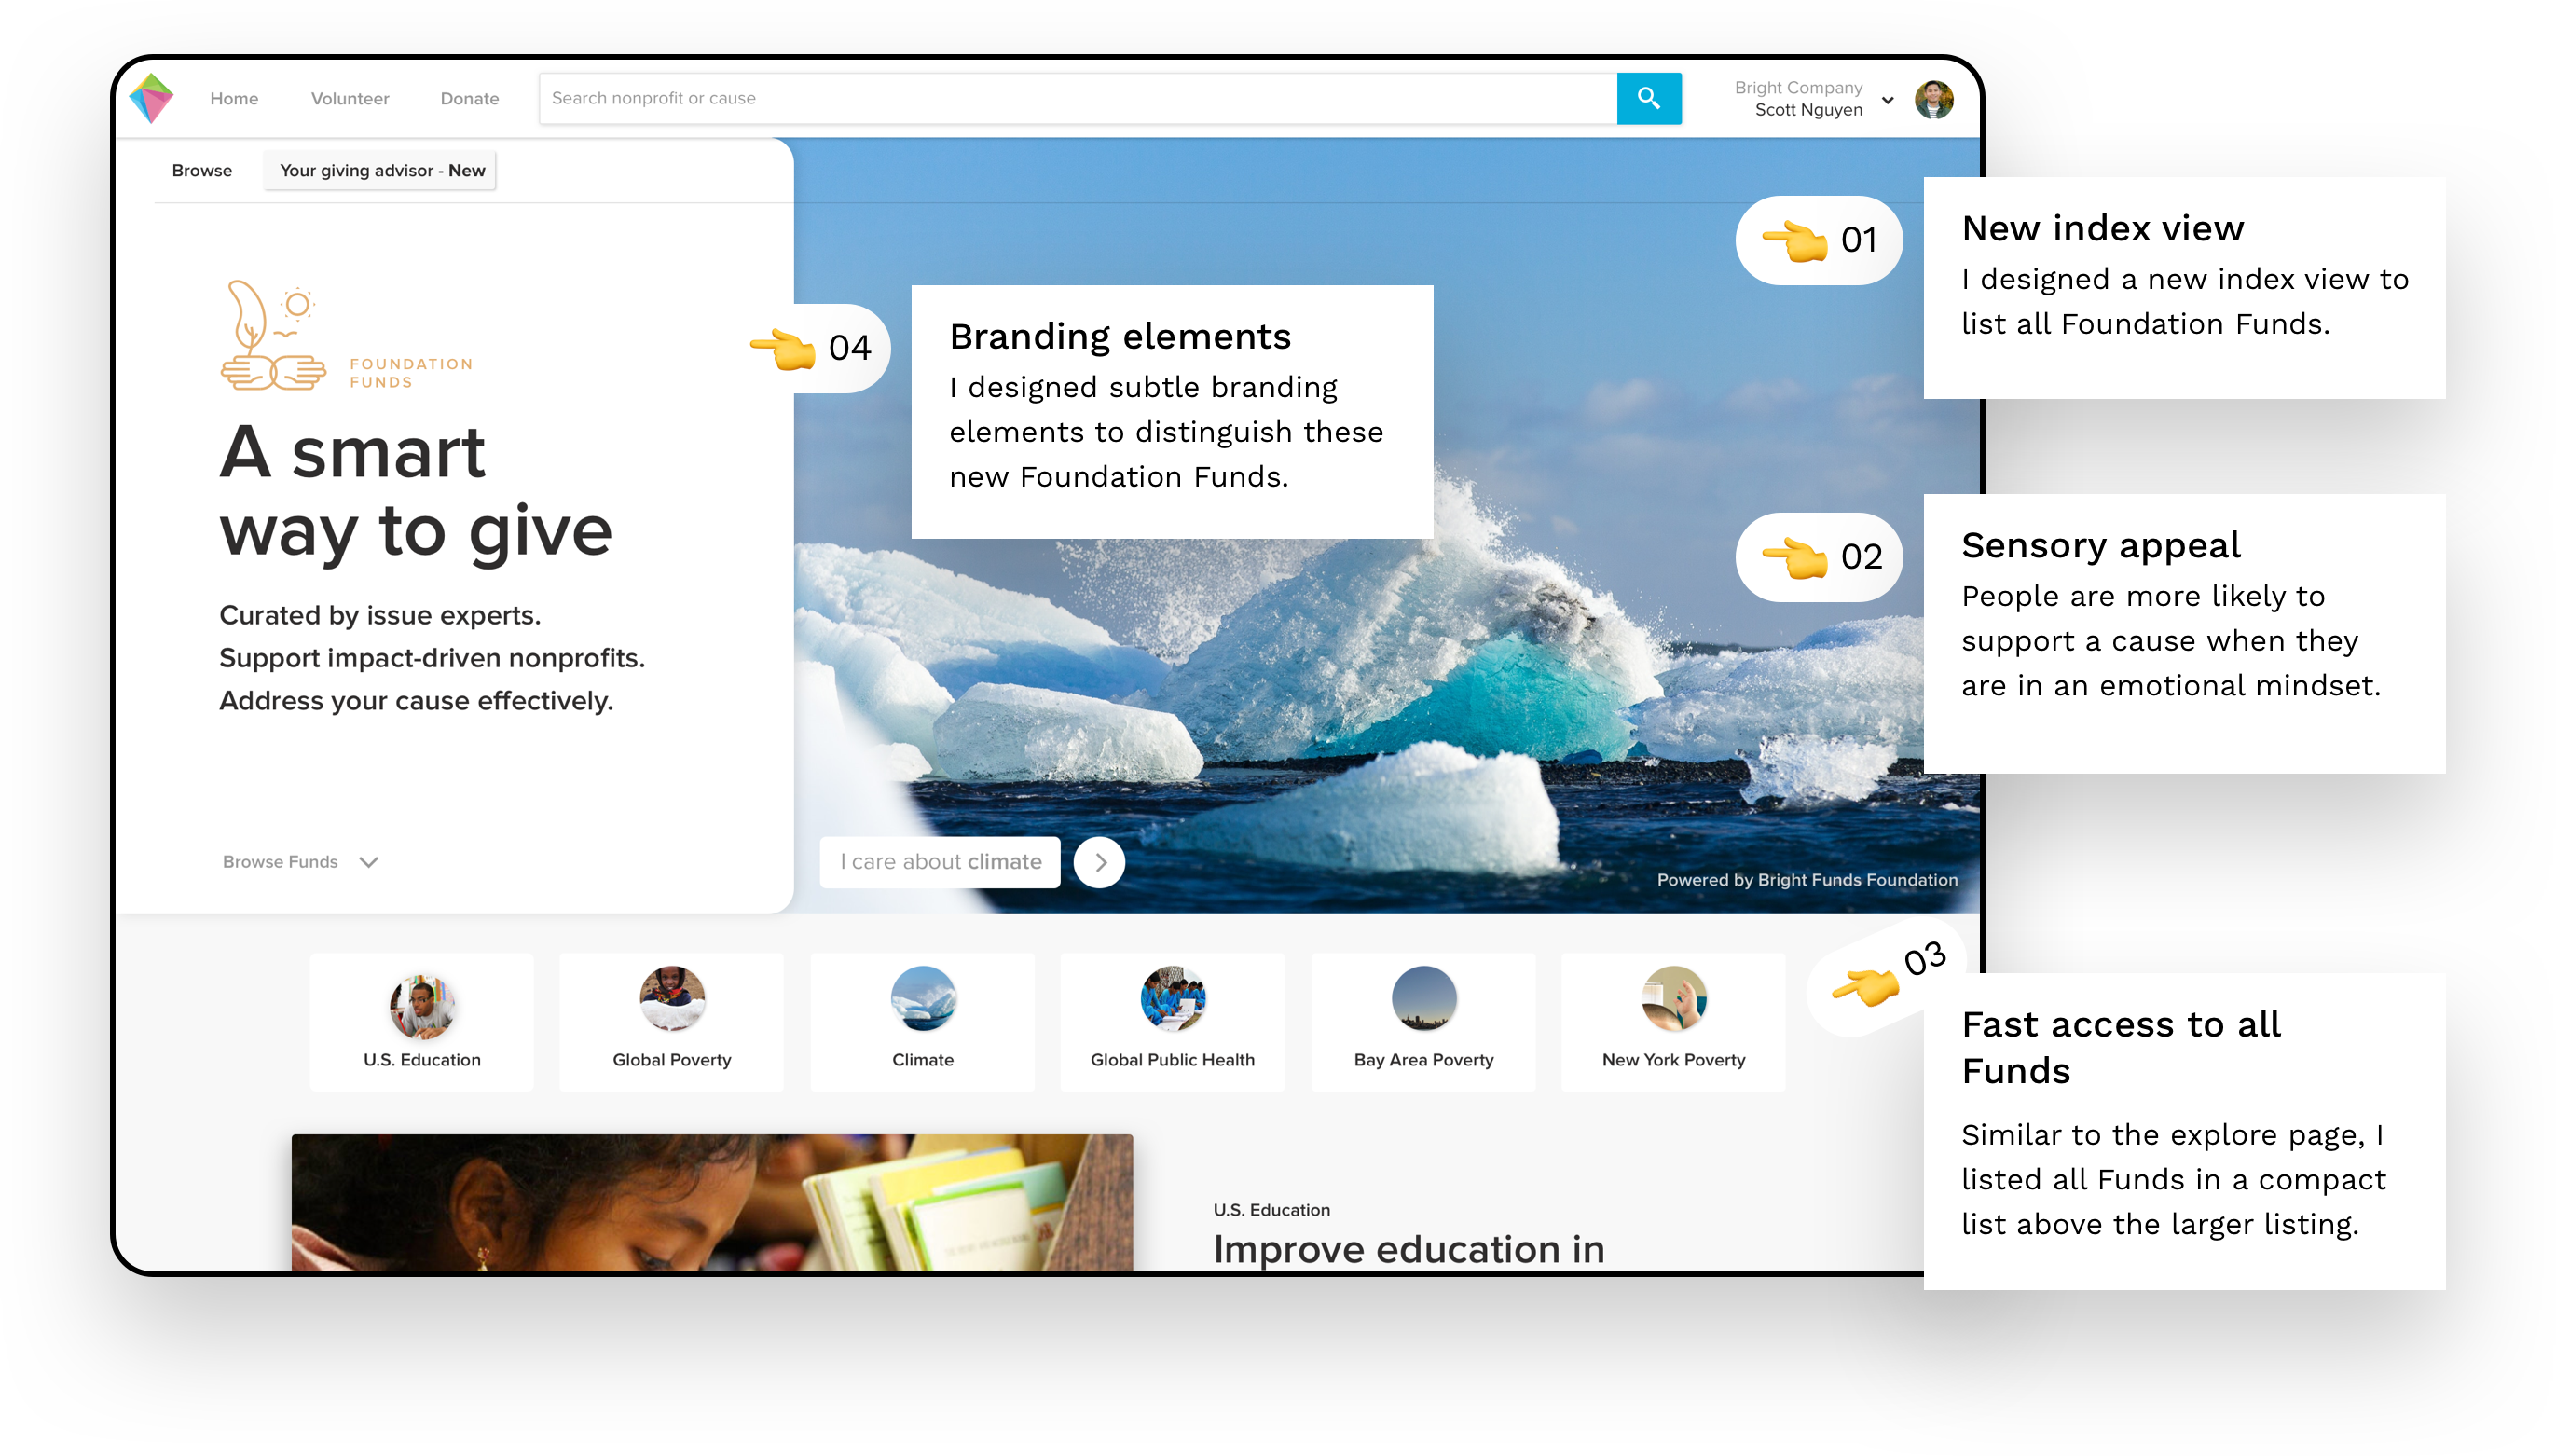 Home
Volunteer
Donate
Search nonprofit or cause
Bright Company
Scott Nguyen
Browse
Your giving advisor - New
FOUNDATION
FUNDS
A smart
way to give
Curated by issue experts.
Support impact-driven nonprofits.
Address your cause effectively.
Browse Funds
04
Branding elements
I designed subtle branding
elements to distinguish these
new Foundation Funds.
01
New index view
I designed a new index view to
list all Foundation Funds.
02
Sensory appeal
People are more likely to
support a cause when they
are in an emotional mindset.
I care about climate
Powered by Bright Funds Foundation
03
Fast access to all
Funds
Similar to the explore page, I
listed all Funds in a compact
list above the larger listing.
U.S. Education
Global Poverty
Climate
Global Public Health
Bay Area Poverty
New York Poverty
U.S. Education
Improve education in